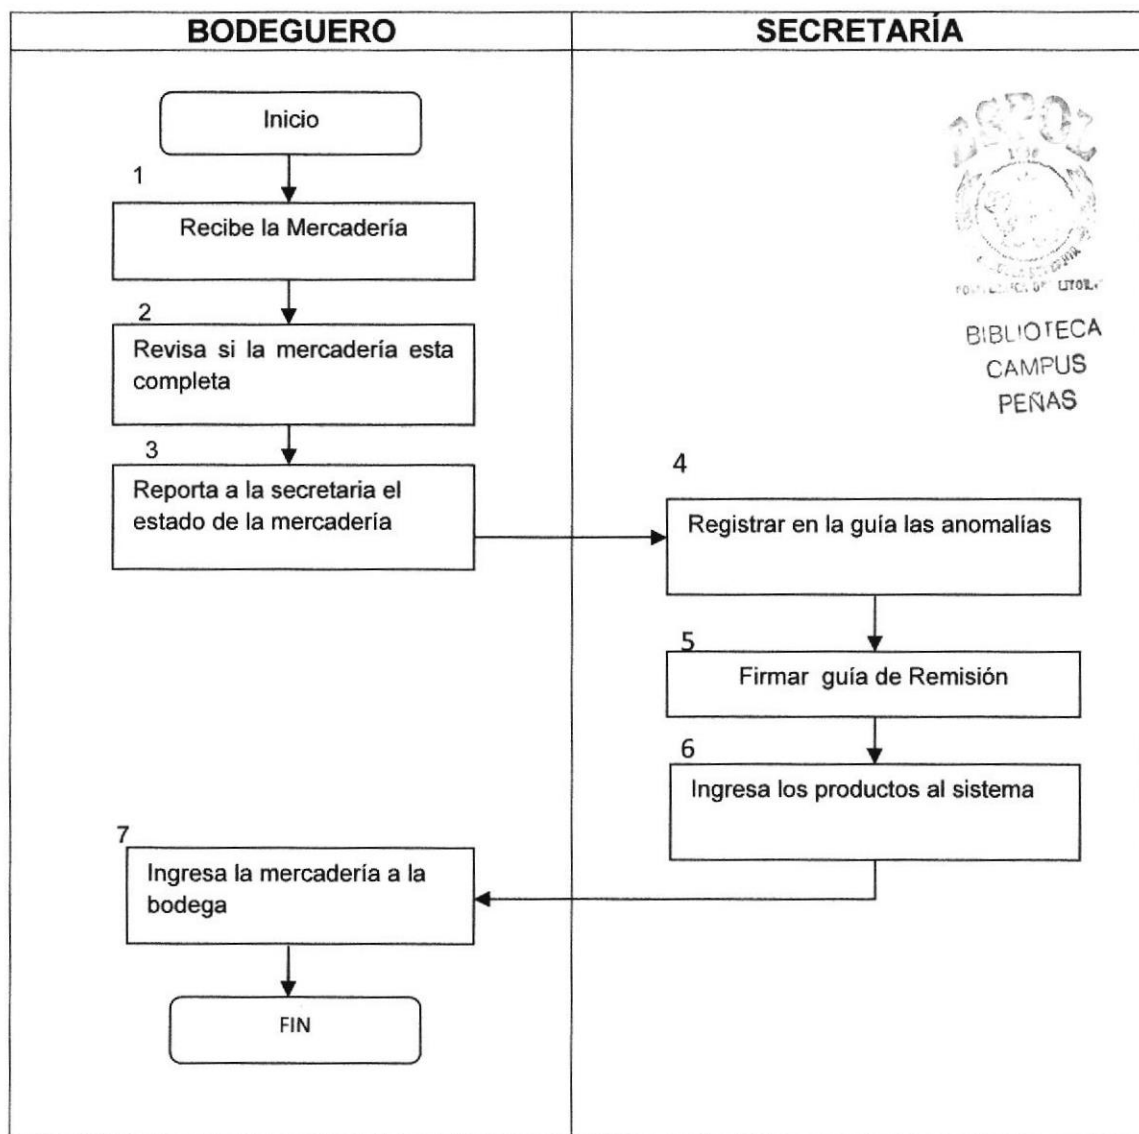 BODEGUERO
SECRETARÍA
Inicio
1
Recibe la Mercadería
2
Revisa si la mercadería esta
completa
3
Reporta a la secretaria el
estado de la mercadería
4
Registrar en la guía las anomalías
5
Firmar guía de Remisión
6
Ingresa los productos al sistema
7
Ingresa la mercadería a la
bodega
FIN
ESPOL
BIBLIOTECA
CAMPUS
PEÑAS